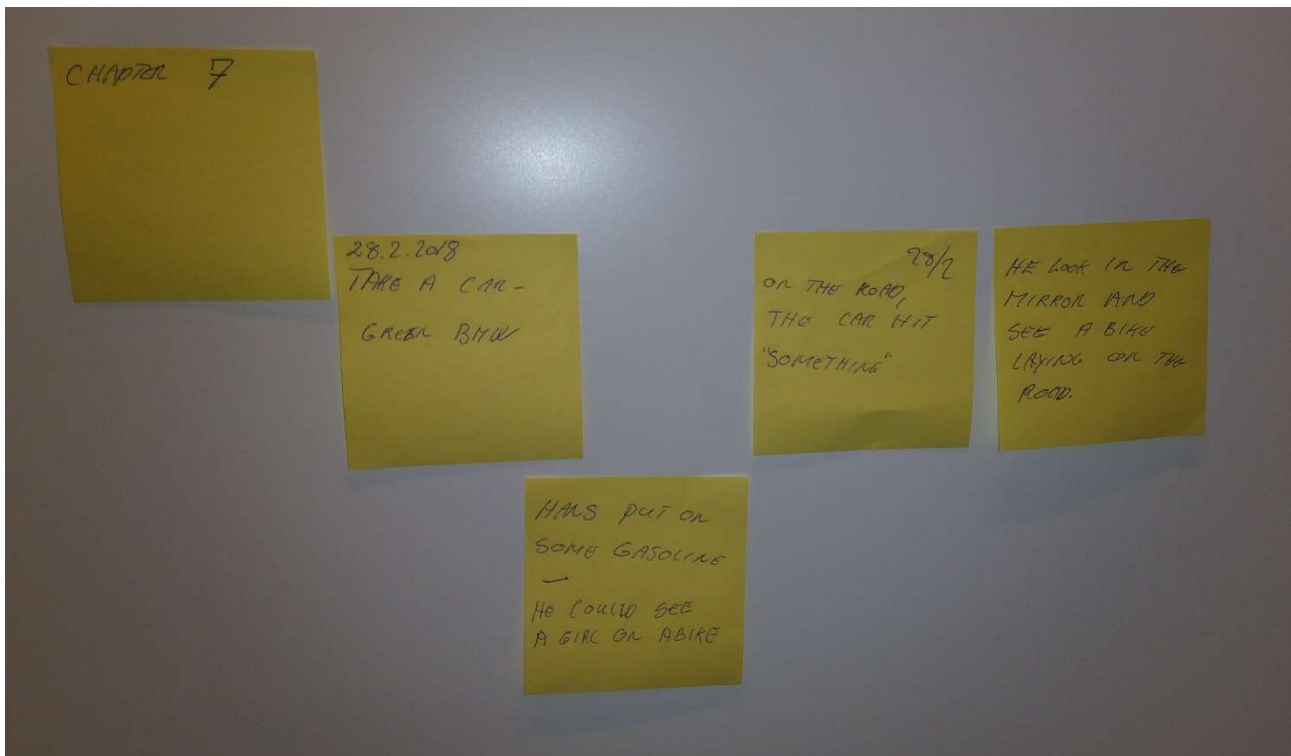 CHAPTER 7
28.2.2018
TAKE A CAR -
GREEN BMW
HANS PUT ON
SOME GASOLINE
—
HE COULD SEE
A GIRL ON ABIKE
28/2
ON THE ROAD,
THE CAR HIT
"SOMETHING"
HE LOOK IN THE
MIRROR AND
SEE A BIKE
LAYING ON THE
ROAD.